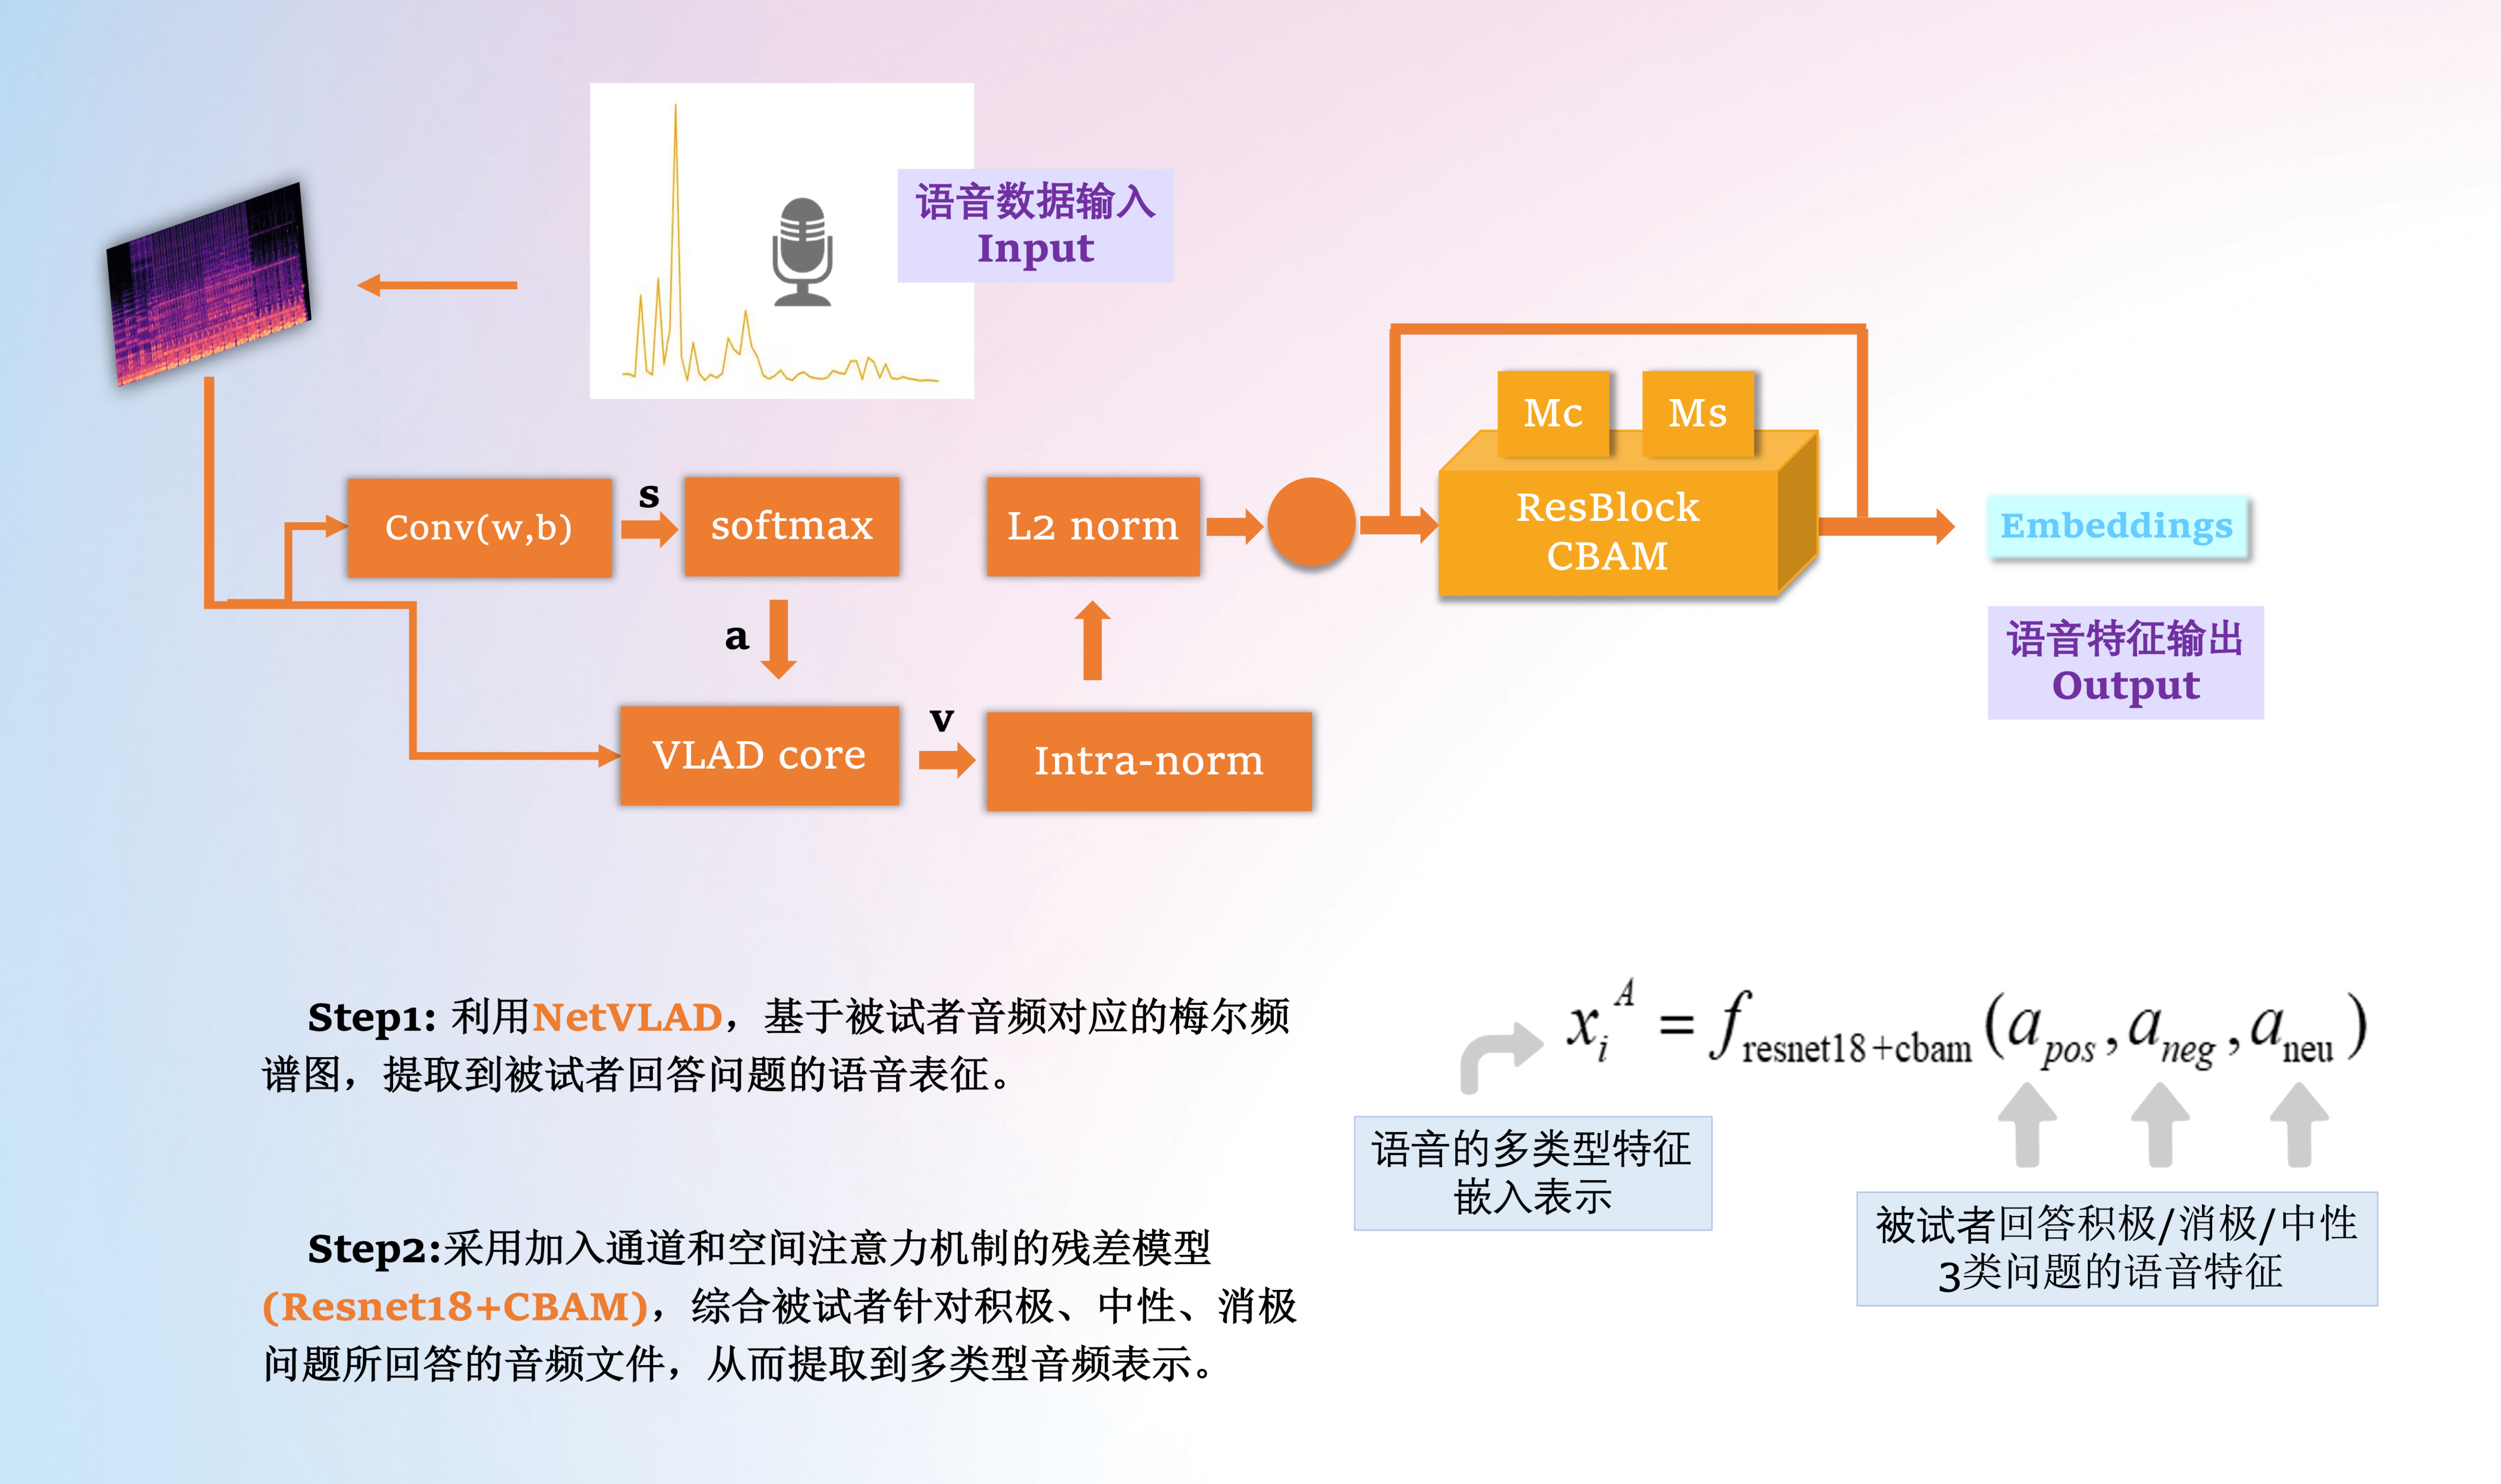 语音数据输入
Input
Mc
Ms
Conv(w,b)
s
softmax
L2 norm
ResBlock
CBAM
Embeddings
a
语音特征输出
Output
VLAD core
v
Intra-norm
Step1: 利用NetVLAD，基于被试者音频对应的梅尔频
谱图，提取到被试者回答问题的语音表征。
Step2:采用加入通道和空间注意力机制的残差模型
(Resnet18+CBAM)，综合被试者针对积极、中性、消极
问题所回答的音频文件，从而提取到多类型音频表示。
x_i^A = f_{resnet18+cbam}(a_{pos}, a_{neg}, a_{neu})
语音的多类型特征
嵌入表示
被试者回答积极/消极/中性
3类问题的语音特征